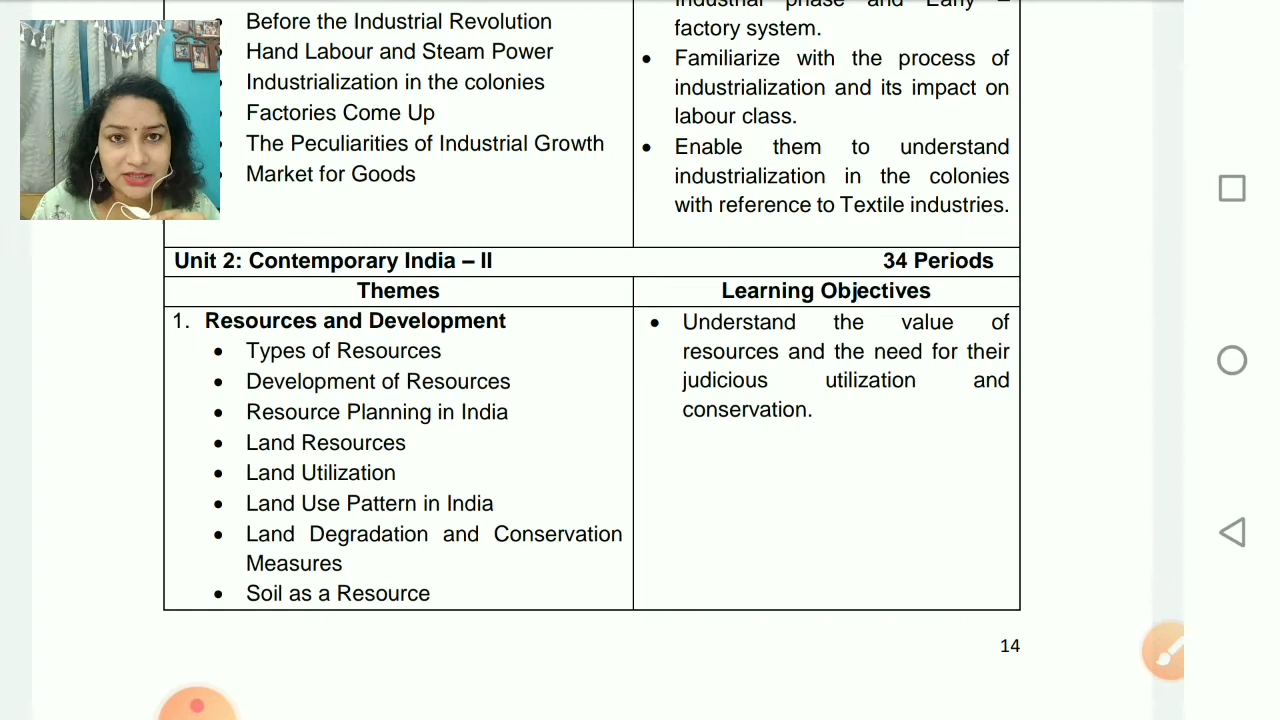 Before the Industrial Revolution
Hand Labour and Steam Power
Industrialization in the colonies
Factories Come Up
The Peculiarities of Industrial Growth
Market for Goods
Industrial phase and Early –
factory system.
• Familiarize with the process of
industrialization and its impact on
labour class.
• Enable them to understand
industrialization in the colonies
with reference to Textile industries.
Unit 2: Contemporary India – II 34 Periods
Themes
Learning Objectives
1. Resources and Development
• Types of Resources
• Development of Resources
• Resource Planning in India
• Land Resources
• Land Utilization
• Land Use Pattern in India
• Land Degradation and Conservation
Measures
• Soil as a Resource
• Understand the value of
resources and the need for their
judicious utilization and
conservation.
14